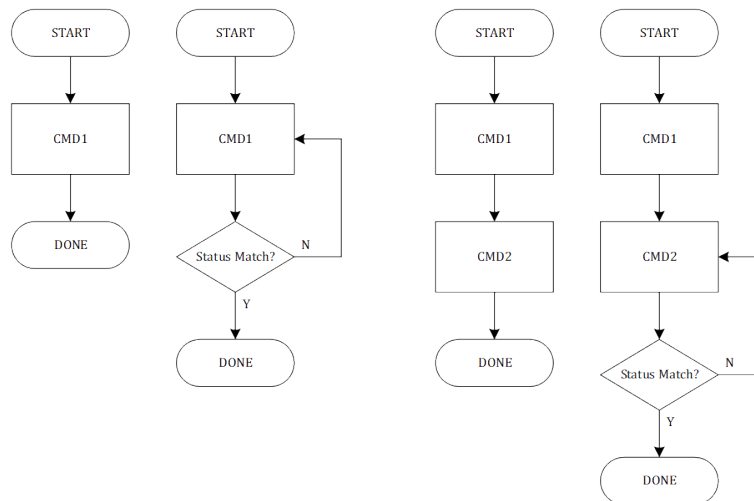 START
CMD1
DONE
START
CMD1
Status Match?
N
Y
DONE
START
CMD1
CMD2
DONE
START
CMD1
CMD2
Status Match?
N
Y
DONE